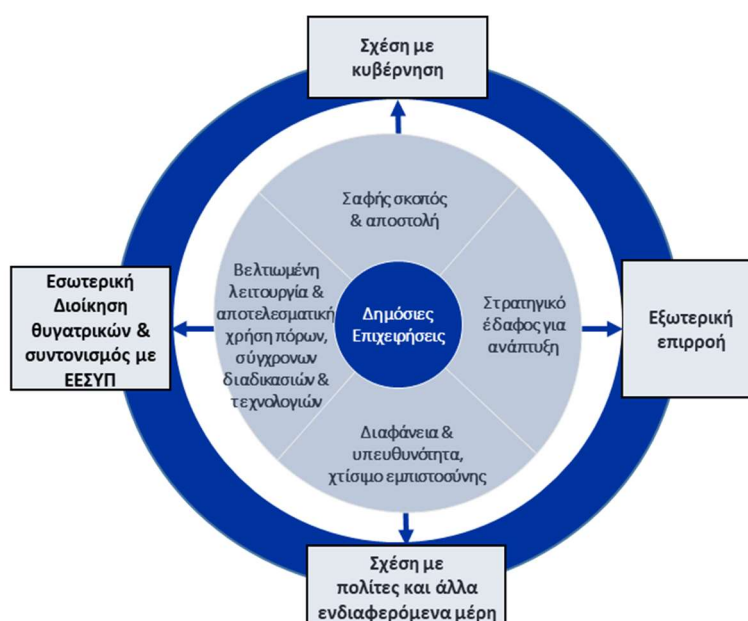 Σχέση με
κυβέρνηση
Σαφής σκοπός
& αποστολή
Εσωτερική
Διοίκηση
θυγατρικών &
συντονισμός με
ΕΕΣΥΠ
Βελτιωμένη
λειτουργία &
αποτελεσματική
χρήση πόρων,
σύγχρονων
διαδικασιών &
τεχνολογιών
Δημόσιες
Επιχειρήσεις
Στρατηγικό
έδαφος για
ανάπτυξη
Εξωτερική
επιρροή
Διαφάνεια &
υπευθυνότητα,
χτίσιμο εμπιστοσύνης
Σχέση με
πολίτες και άλλα
ενδιαφερόμενα μέρη